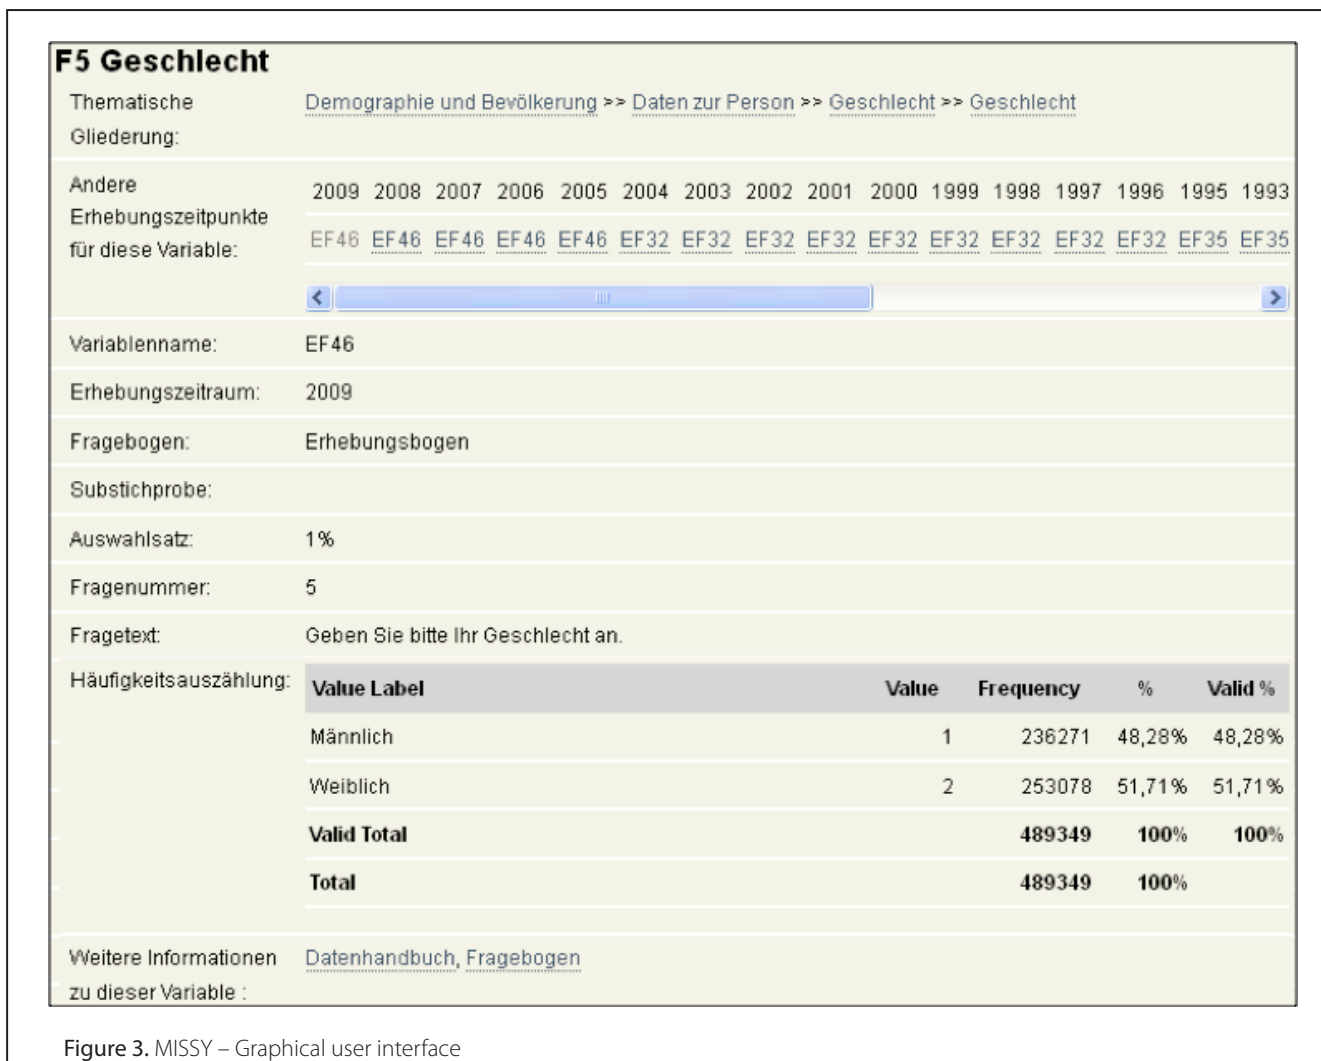 F5 Geschlecht
Thematische Gliederung: Demographie und Bevölkerung >> Daten zur Person >> Geschlecht >> Geschlecht
Andere Erhebungszeitpunkte für diese Variable:
2009 2008 2007 2006 2005 2004 2003 2002 2001 2000 1999 1998 1997 1996 1995 1993
EF46 EF46 EF46 EF46 EF46 EF32 EF32 EF32 EF32 EF32 EF32 EF32 EF32 EF32 EF35 EF35
Variablenname: EF46
Erhebungszeitraum: 2009
Fragebogen: Erhebungsbogen
Substichprobe:
Auswahlsatz: 1%
Fragenummer: 5
Fragetext: Geben Sie bitte Ihr Geschlecht an.
Häufigkeitsauszählung: Value Label Value Frequency % Valid %
Männlich 1 236271 48,28% 48,28%
Weiblich 2 253078 51,71% 51,71%
Valid Total 489349 100% 100%
Total 489349 100%
Weitere Informationen zu dieser Variable : Datenhandbuch, Fragebogen
Figure 3. MISSY – Graphical user interface